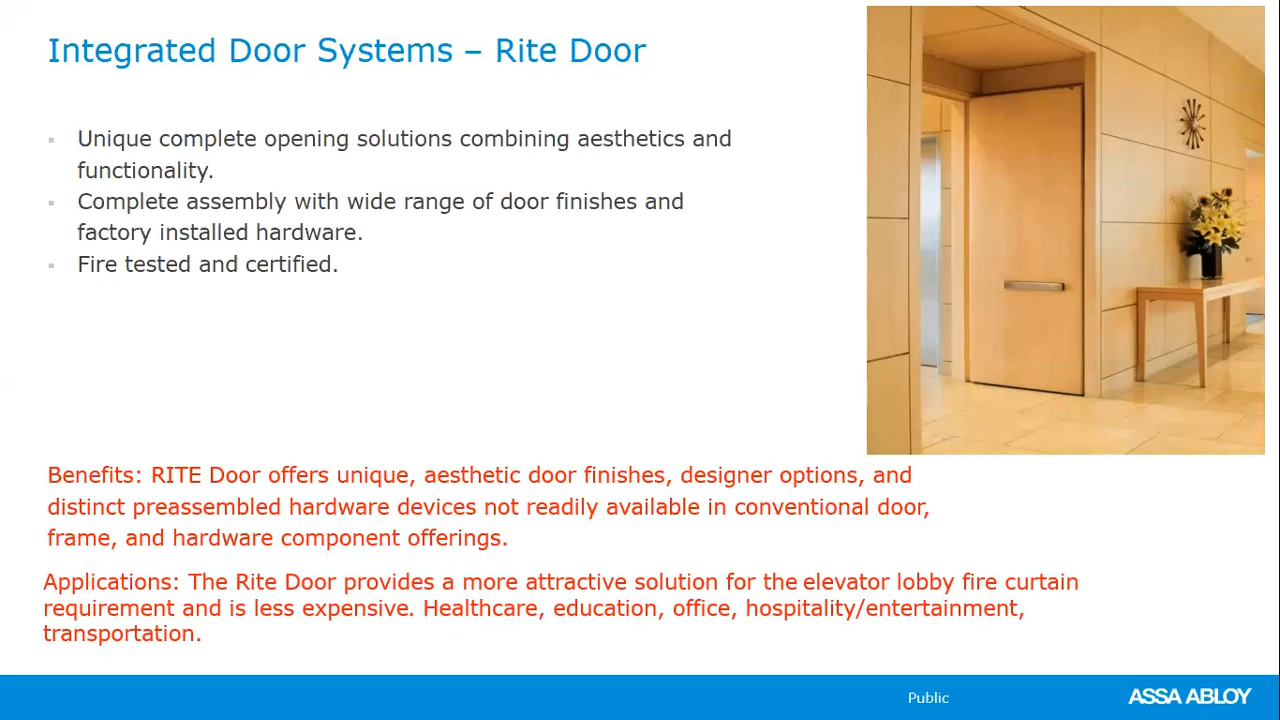 Integrated Door Systems – Rite Door
Unique complete opening solutions combining aesthetics and
functionality.
Complete assembly with wide range of door finishes and
factory installed hardware.
Fire tested and certified.
Benefits: RITE Door offers unique, aesthetic door finishes, designer options, and
distinct preassembled hardware devices not readily available in conventional door,
frame, and hardware component offerings.
Applications: The Rite Door provides a more attractive solution for the elevator lobby fire curtain
requirement and is less expensive. Healthcare, education, office, hospitality/entertainment,
transportation.
Public
ASSA ABLOY